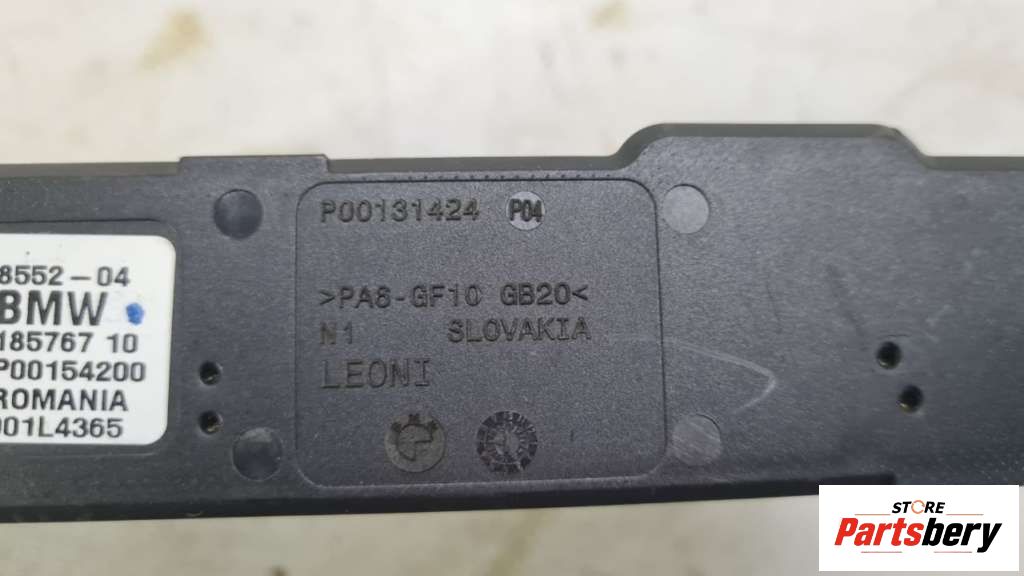 8552-04
BMW
185767 10
P00154200
ROMANIA
001L4365
P00131424 P04
>PA6-GF10 GB20<
N1 SLOVAKIA
LEONI
STORE
Partsbery